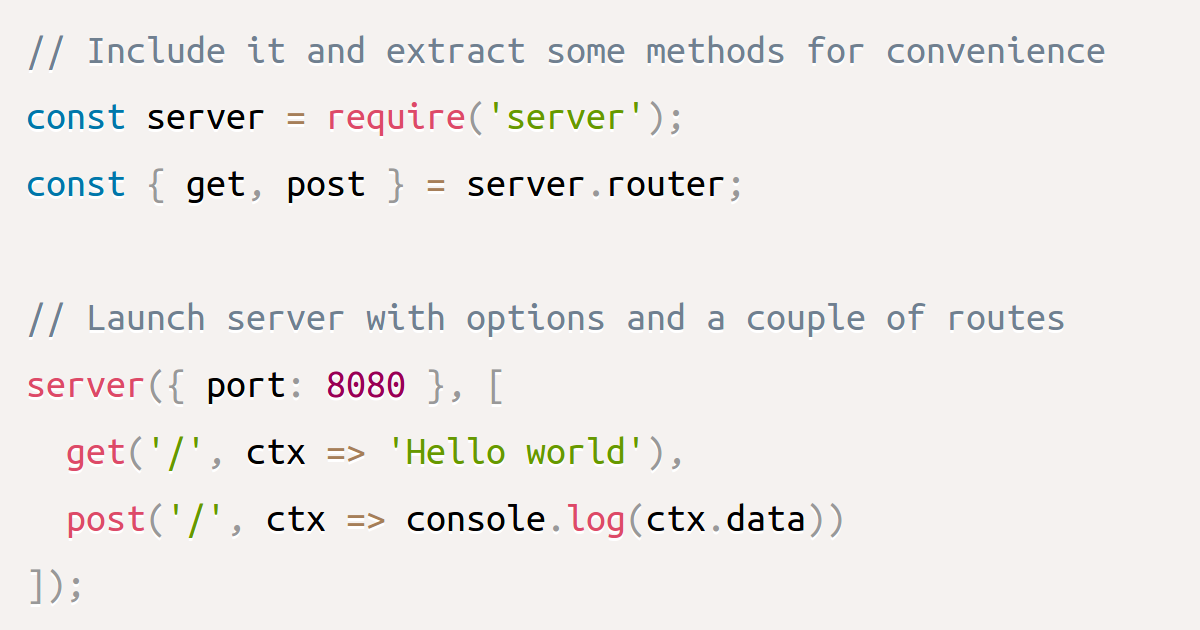 // Include it and extract some methods for convenience
const server = require('server');
const { get, post } = server.router;
// Launch server with options and a couple of routes
server({ port: 8080 }, [
  get('/', ctx => 'Hello world'),
  post('/', ctx => console.log(ctx.data))
]);